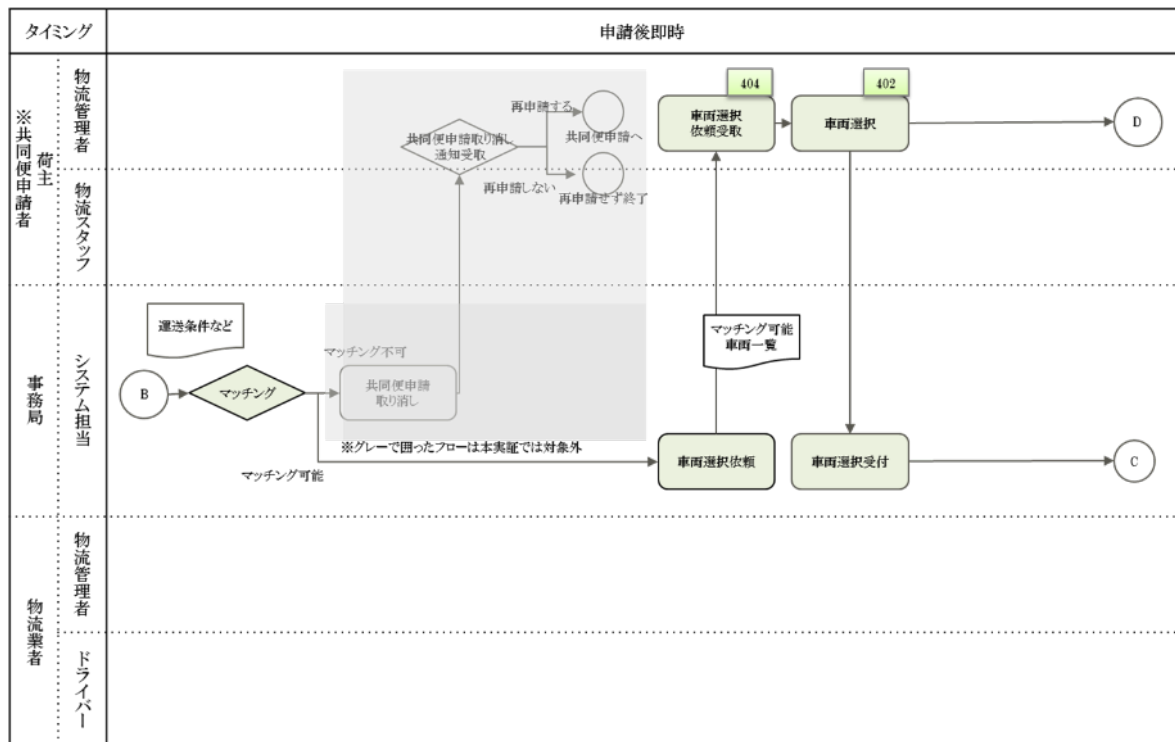 タイミング
申請後即時
※共同便申請者
荷主
物流管理者
物流スタッフ
事務局
システム担当
物流業者
物流管理者
ドライバー
404
402
再申請する
共同便申請へ
共同便申請取り消し
通知受取
再申請しない
再申請せず終了
車両選択
依頼受取
車両選択
D
運送条件など
マッチング可能
車両一覧
マッチング不可
B
マッチング
共同便申請
取り消し
※グレーで囲ったフローは本実証では対象外
マッチング可能
車両選択依頼
車両選択受付
C